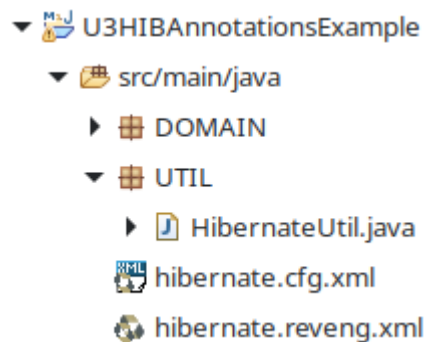 U3HIBAnnotationsExample
src/main/java
DOMAIN
UTIL
HibernateUtil.java
hibernate.cfg.xml
hibernate.reveng.xml